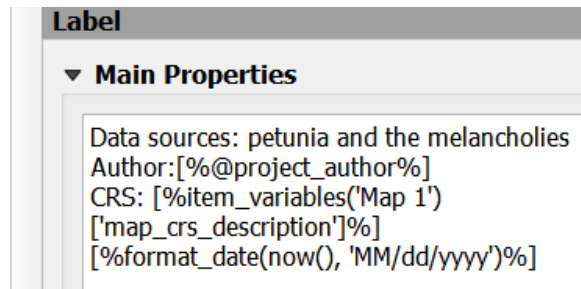 Label
Main Properties
Data sources: petunia and the melancholies
Author:[%@project_author%]
CRS: [%item_variables('Map 1')
['map_crs_description']%]
[%format_date(now(), 'MM/dd/yyyy')%]